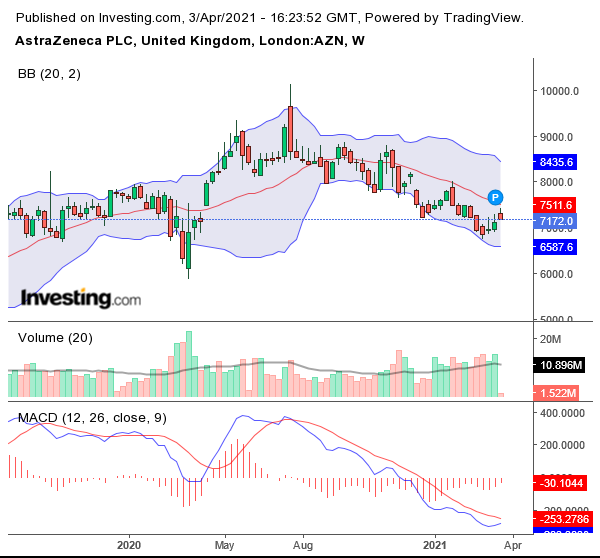 Published on Investing.com, 3/Apr/2021 - 16:23:52 GMT, Powered by TradingView.
AstraZeneca PLC, United Kingdom, London:AZN, W
BB (20, 2)
10000.0
9000.0
8435.6
8000.0
P
7511.6
7172.0
6587.6
6000.0
Investing.com
Volume (20)
20M
10.896M
1.522M
MACD (12, 26, close, 9)
400.0000
200.0000
-30.1044
-253.2786
2020
May
Aug
2021
Apr